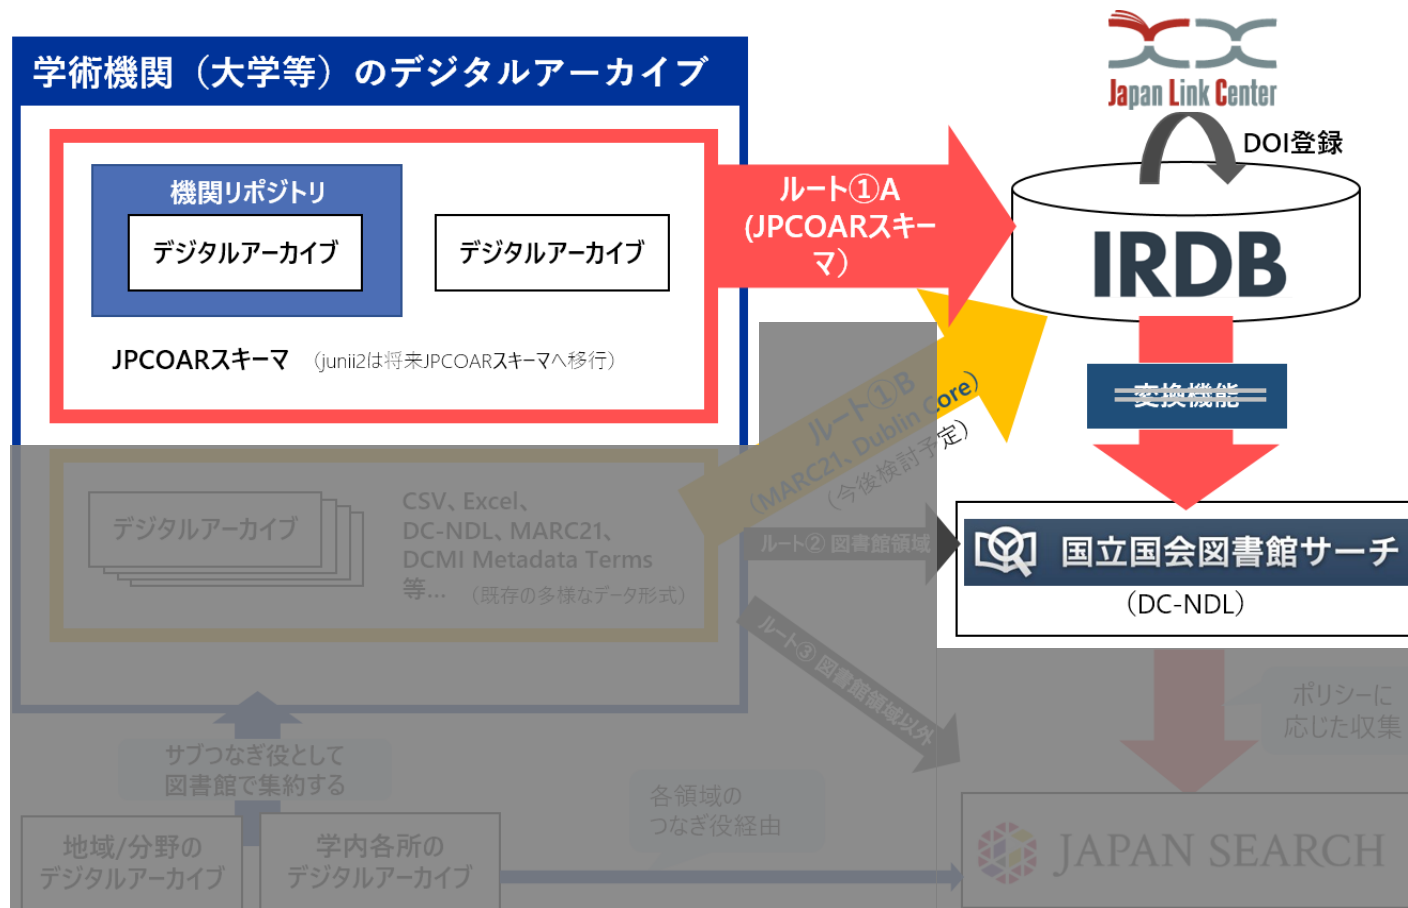 学術機関（大学等）のデジタルアーカイブ
機関リポジトリ
デジタルアーカイブ
デジタルアーカイブ
JPCOARスキーマ （junii2は将来JPCOARスキーマへ移行）
ルート①A
(JPCOARスキー
マ）
Japan Link Center
DOI登録
IRDB
変換機能
ルート①B
（MARC21、Dublin Core）
（今後検討予定）
デジタルアーカイブ
CSV、Excel、
DC-NDL、MARC21、
DCMI Metadata Terms
等... （既存の多様なデータ形式）
ルート② 図書館領域
国立国会図書館サーチ
（DC-NDL）
ルート③ 図書館領域以外
ポリシーに
応じた収集
サブつなぎ役として
図書館で集約する
各領域の
つなぎ役経由
地域/分野の
デジタルアーカイブ
学内各所の
デジタルアーカイブ
JAPAN SEARCH